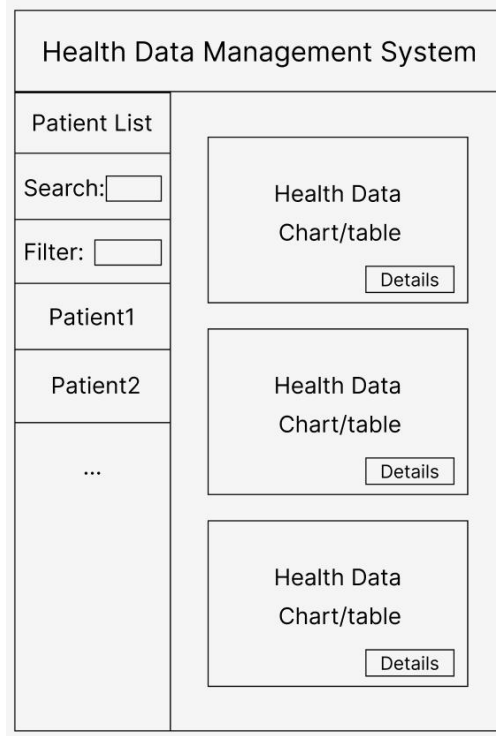 Health Data Management System
Patient List
Search:
Filter:
Patient1
Patient2
...
Health Data
Chart/table
Details
Health Data
Chart/table
Details
Health Data
Chart/table
Details